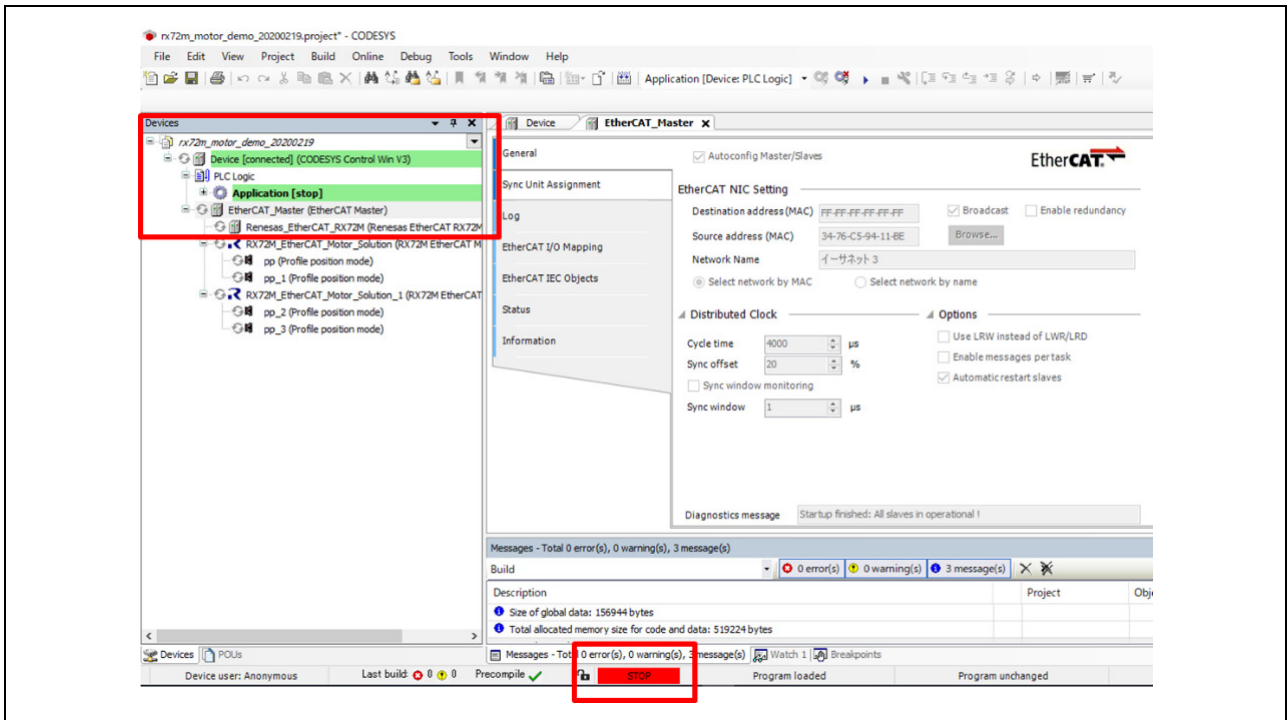 rx72m_motor_demo_20200219.project* - CODESYS
File Edit View Project Build Online Debug Tools Window Help
Application [Device: PLC Logic]
Devices
rx72m_motor_demo_20200219
Device [connected] (CODESYS Control Win V3)
PLC Logic
Application [stop]
EtherCAT_Master (EtherCAT Master)
Renesas_EtherCAT_RX72M (Renesas EtherCAT RX72M
RX72M_EtherCAT_Motor_Solution (RX72M EtherCAT M
pp (Profile position mode)
pp_1 (Profile position mode)
RX72M_EtherCAT_Motor_Solution_1 (RX72M EtherCAT
pp_2 (Profile position mode)
pp_3 (Profile position mode)
Devices POUs
Device EtherCAT_Master
General
Sync Unit Assignment
Log
EtherCAT I/O Mapping
EtherCAT IEC Objects
Status
Information
Autoconfig Master/Slaves
EtherCAT
EtherCAT NIC Setting
Destination address (MAC) FF-FF-FF-FF-FF-FF Broadcast Enable redundancy
Source address (MAC) 34-76-C5-94-11-BE Browse...
Network Name イーサネット 3
Select network by MAC Select network by name
Distributed Clock
Cycle time 4000 µs
Sync offset 20 %
Sync window monitoring
Sync window 1 µs
Options
Use LRW instead of LWR/LRD
Enable messages per task
Automatic restart slaves
Diagnostics message Startup finished: All slaves in operational !
Messages - Total 0 error(s), 0 warning(s), 3 message(s)
Build 0 error(s) 0 warning(s) 3 message(s)
Description Project Obj
Size of global data: 156944 bytes
Total allocated memory size for code and data: 519224 bytes
Messages - Total 0 error(s), 0 warning(s), 3 message(s) Watch 1 Breakpoints
Device user: Anonymous Last build: 0 0 Precompile STOP Program loaded Program unchanged